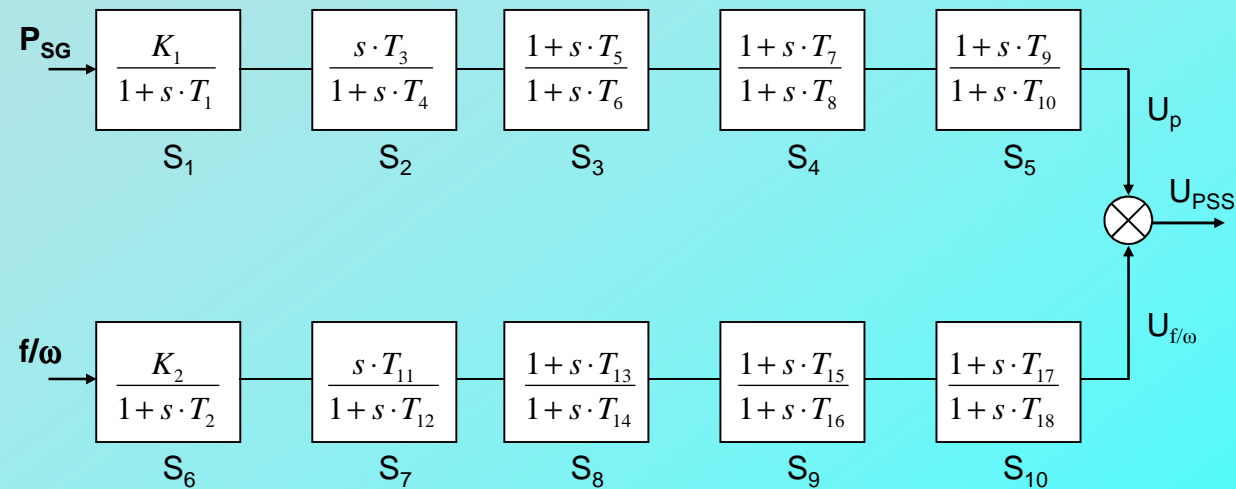 P_SG
K_1 / (1 + s · T_1)
s · T_3 / (1 + s · T_4)
(1 + s · T_5) / (1 + s · T_6)
(1 + s · T_7) / (1 + s · T_8)
(1 + s · T_9) / (1 + s · T_10)
S_1 S_2 S_3 S_4 S_5
U_p
U_PSS
U_f/ω
f/ω
K_2 / (1 + s · T_2)
s · T_11 / (1 + s · T_12)
(1 + s · T_13) / (1 + s · T_14)
(1 + s · T_15) / (1 + s · T_16)
(1 + s · T_17) / (1 + s · T_18)
S_6 S_7 S_8 S_9 S_10